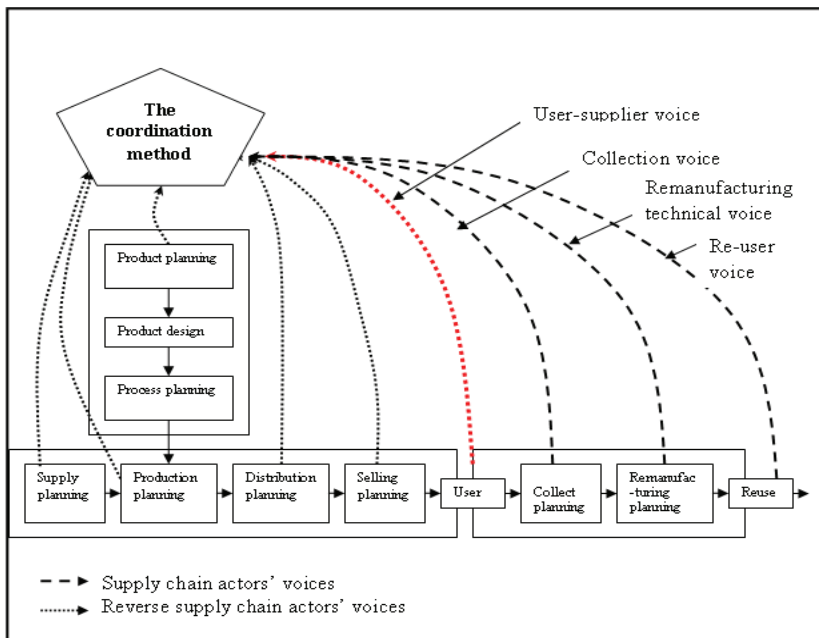 The
coordination
method
User-supplier voice
Collection voice
Remanufacturing
technical voice
Re-user
voice
Product planning
Product design
Process planning
Supply
planning
Production
planning
Distribution
planning
Selling
planning
User
Collect
planning
Remanufac
-turing
planning
Reuse
Supply chain actors' voices
Reverse supply chain actors' voices